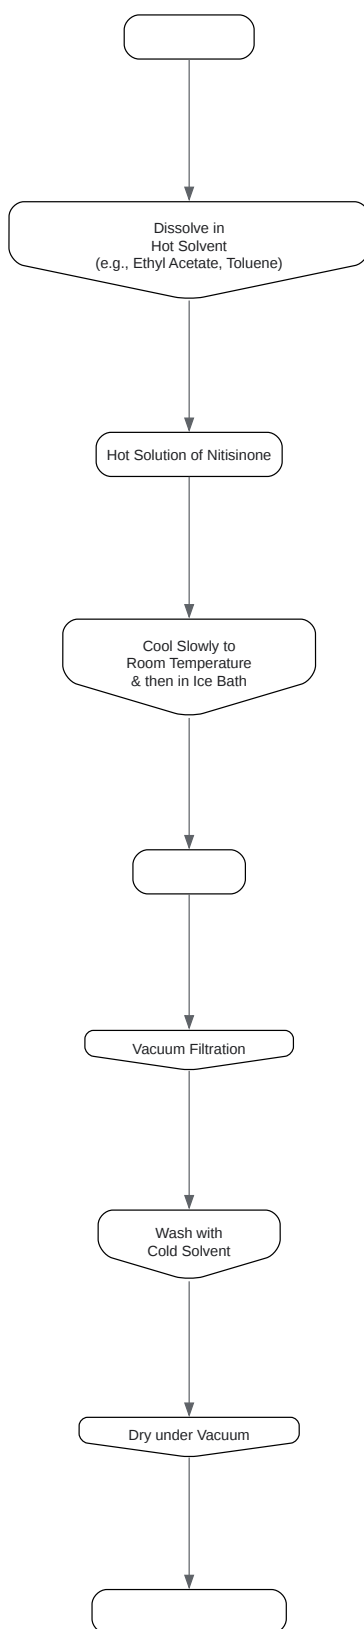 Dissolve in
Hot Solvent
(e.g., Ethyl Acetate, Toluene)
Hot Solution of Nitisinone
Cool Slowly to
Room Temperature
& then in Ice Bath
Vacuum Filtration
Wash with
Cold Solvent
Dry under Vacuum